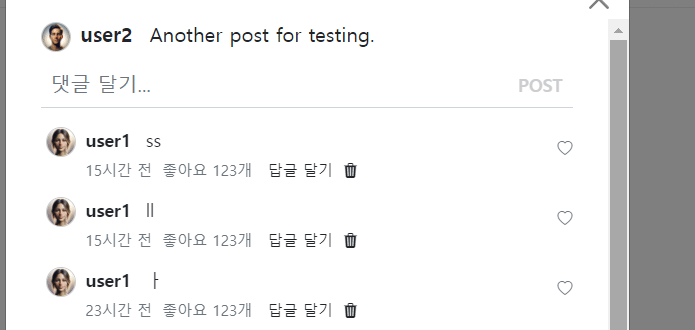 user2 Another post for testing.
댓글 달기... POST
user1 ss
15시간 전 좋아요 123개 답글 달기
user1 ll
15시간 전 좋아요 123개 답글 달기
user1 ㅏ
23시간 전 좋아요 123개 답글 달기